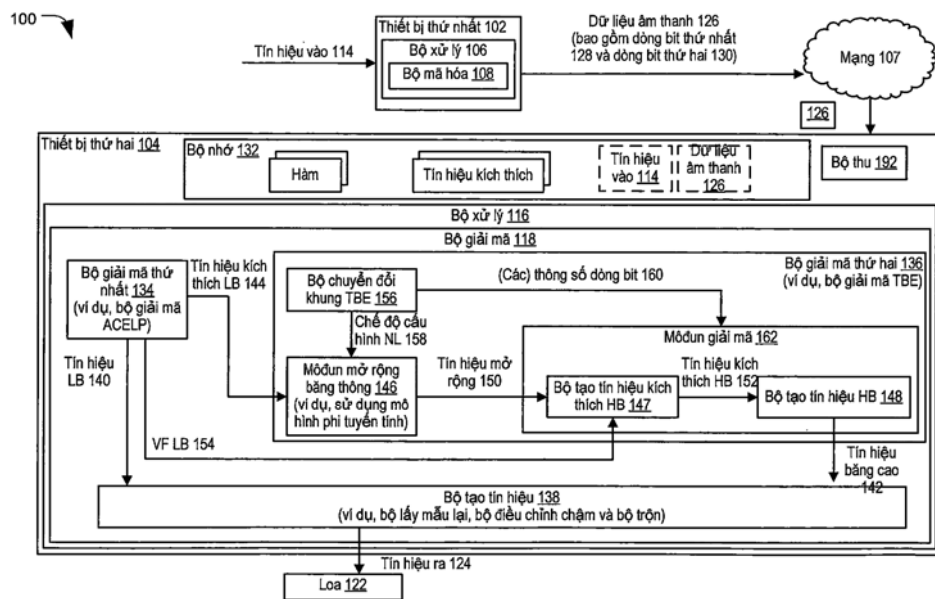 100
Tín hiệu vào 114
Thiết bị thứ nhất 102
Bộ xử lý 106
Bộ mã hóa 108
Dữ liệu âm thanh 126
(bao gồm dòng bit thứ nhất
128 và dòng bit thứ hai 130)
Mạng 107
126
Thiết bị thứ hai 104
Bộ nhớ 132
Hàm
Tín hiệu kích thích
Tín hiệu
vào 114
Dữ liệu
âm thanh
126
Bộ thu 192
Bộ xử lý 116
Bộ giải mã 118
Bộ giải mã thứ
nhất 134
(ví dụ, bộ giải mã
ACELP)
Tín hiệu kích
thích LB 144
Bộ chuyển đổi
khung TBE 156
(Các) thông số dòng bit 160
Bộ giải mã thứ hai 136
(ví dụ, bộ giải mã TBE)
Chế độ cấu
hình NL 158
Môđun giải mã 162
Tín hiệu
LB 140
Môđun mở rộng
băng thông 146
(ví dụ, sử dụng mô
hình phi tuyến tính)
Tín hiệu mở
rộng 150
Bộ tạo tín hiệu kích
thích HB 147
Tín hiệu kích
thích HB 152
Bộ tạo tín hiệu HB 148
VF LB 154
Tín hiệu
băng cao
142
Bộ tạo tín hiệu 138
(ví dụ, bộ lấy mẫu lại, bộ điều chỉnh chậm và bộ trộn)
Tín hiệu ra 124
Loa 122